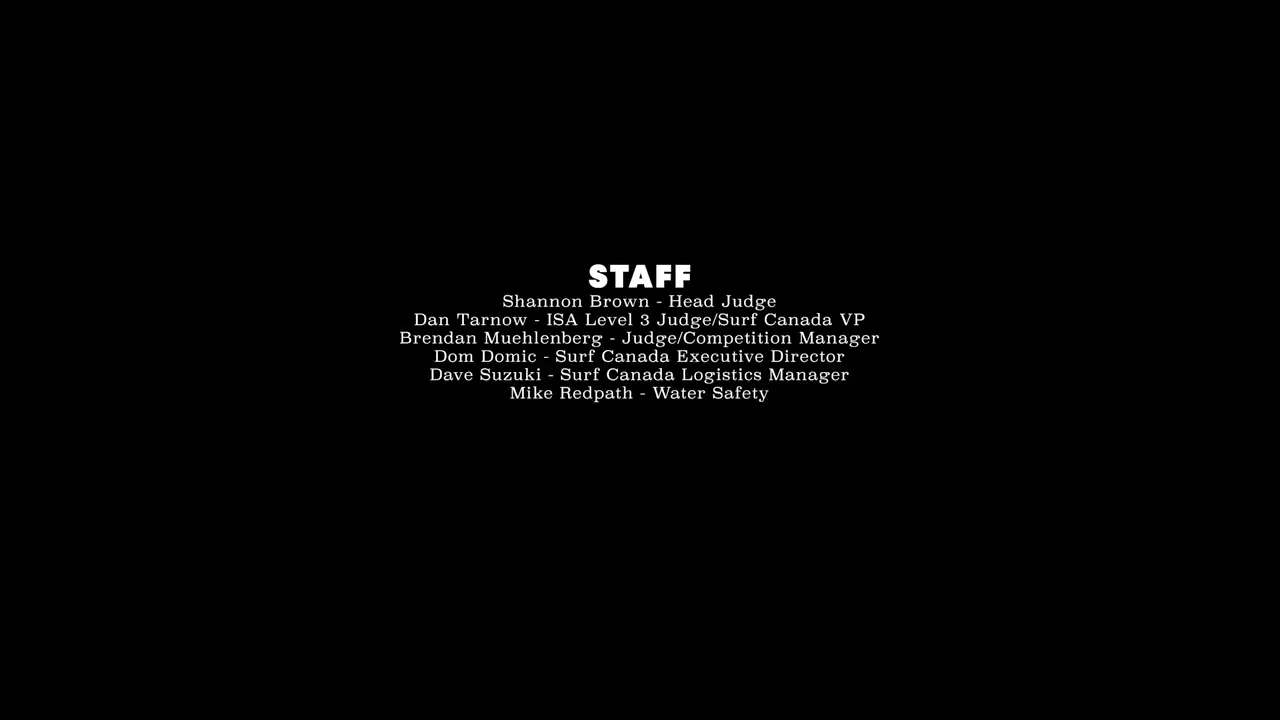 STAFF
Shannon Brown - Head Judge
Dan Tarnow - ISA Level 3 Judge/Surf Canada VP
Brendan Muehlenberg - Judge/Competition Manager
Dom Domic - Surf Canada Executive Director
Dave Suzuki - Surf Canada Logistics Manager
Mike Redpath - Water Safety